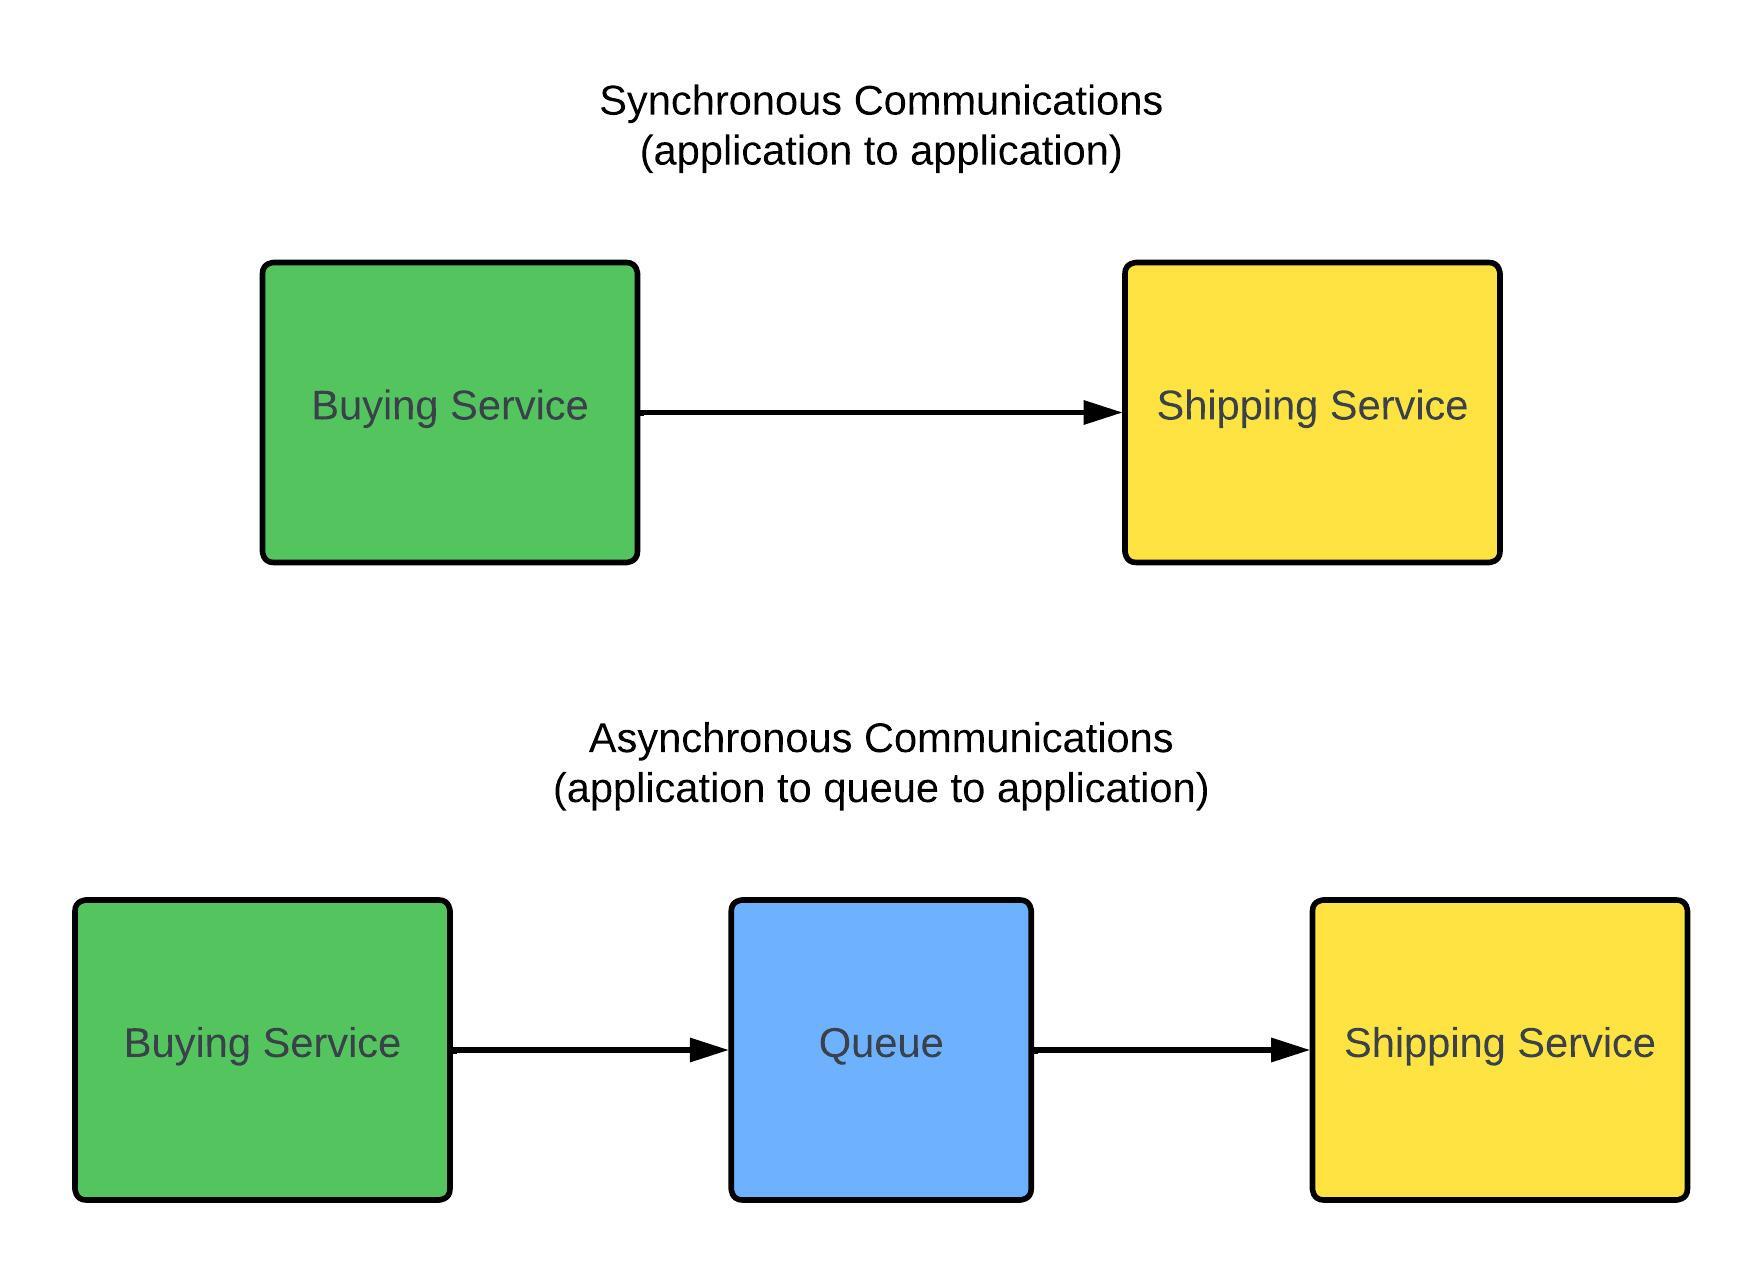 Synchronous Communications
(application to application)
Buying Service
Shipping Service
Asynchronous Communications
(application to queue to application)
Buying Service
Queue
Shipping Service